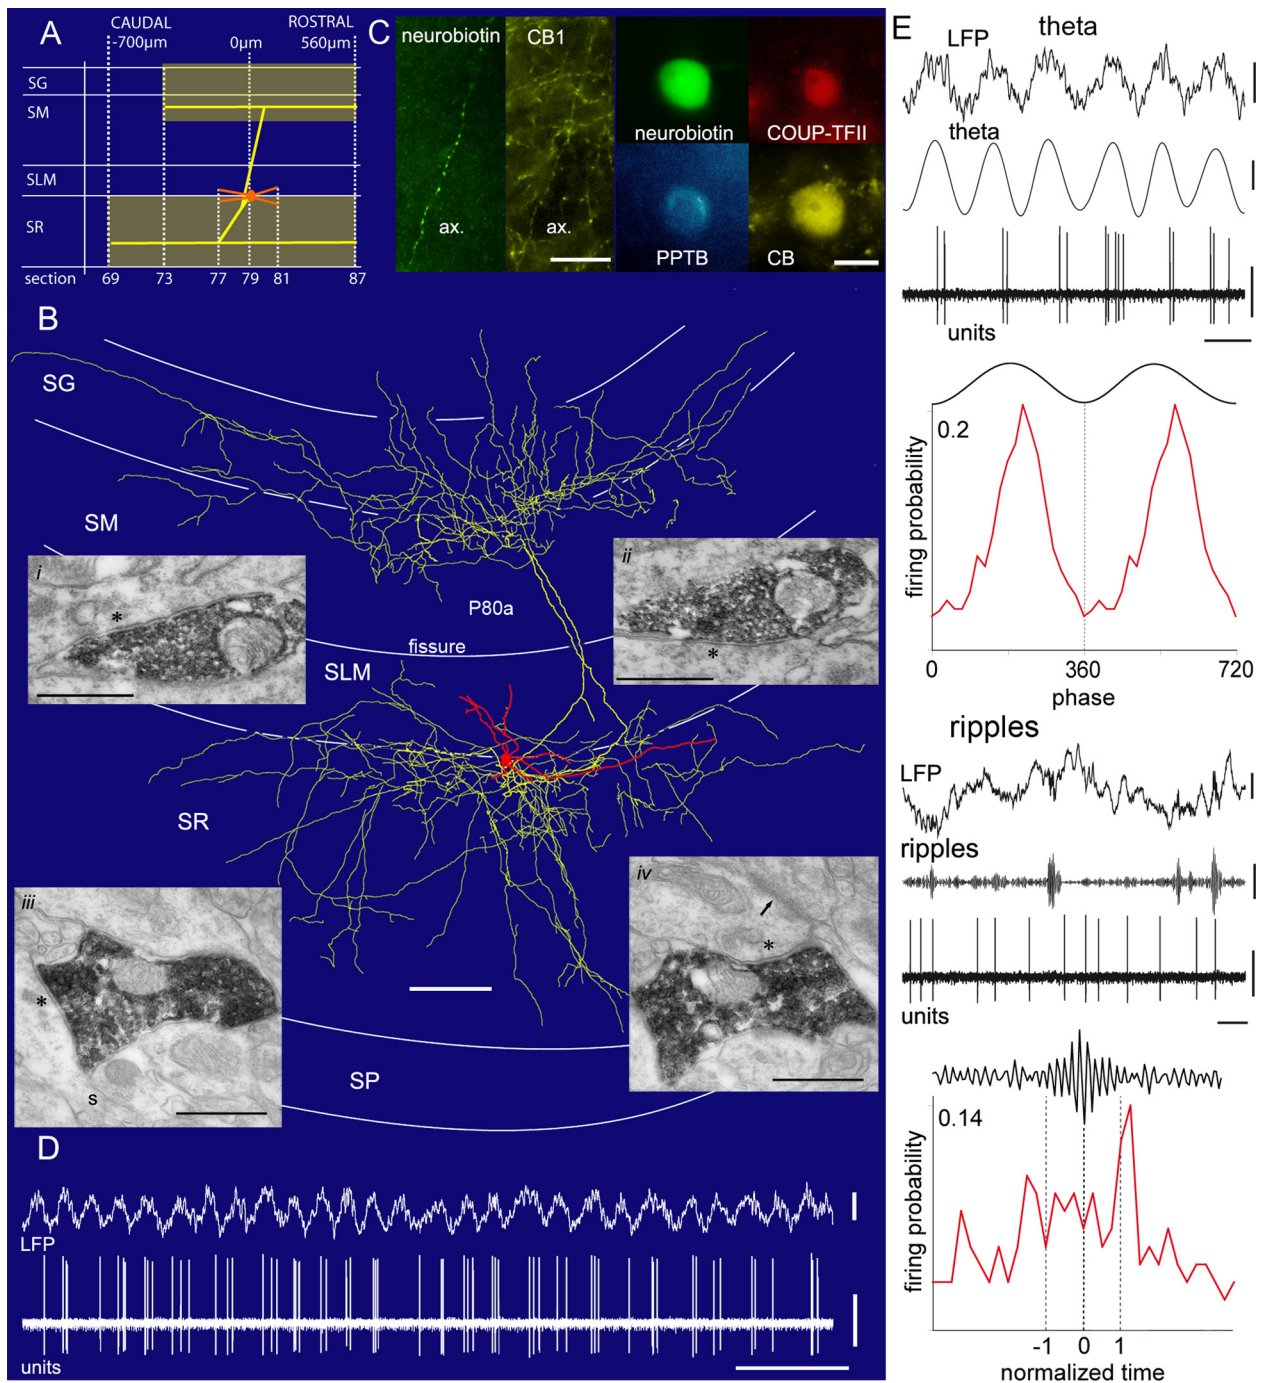 A
CAUDAL
-700µm
0µm
ROSTRAL
560µm
SG
SM
SLM
SR
section
69
73
77
79
81
87
C
neurobiotin
ax.
CB1
ax.
neurobiotin
COUP-TFII
PPTB
CB
B
SG
SM
i
*
ii
*
P80a
fissure
SLM
SR
iii
*
s
iv
*
SP
D
LFP
units
E
theta
LFP
theta
units
firing probability
0.2
0
360
720
phase
ripples
LFP
ripples
units
firing probability
0.14
-1
0
1
normalized time